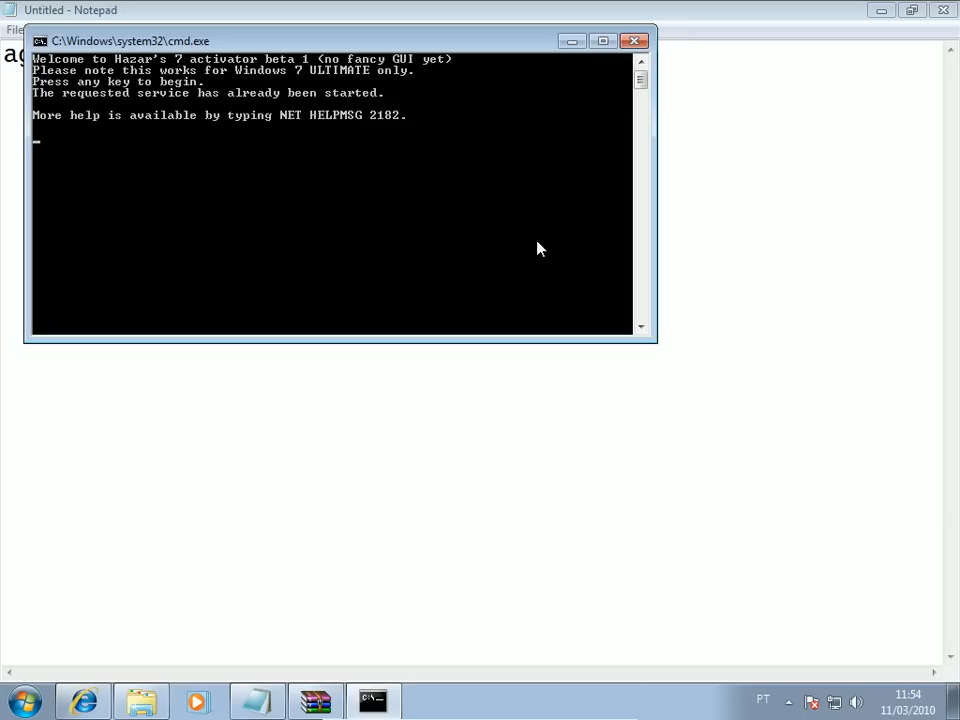 Untitled - Notepad
File
C:\Windows\system32\cmd.exe
Welcome to Hazar's 7 activator beta 1 (no fancy GUI yet)
Please note this works for Windows 7 ULTIMATE only.
Press any key to begin.
The requested service has already been started.
More help is available by typing NET HELPMSG 2182.
PT
11:54
11/03/2010